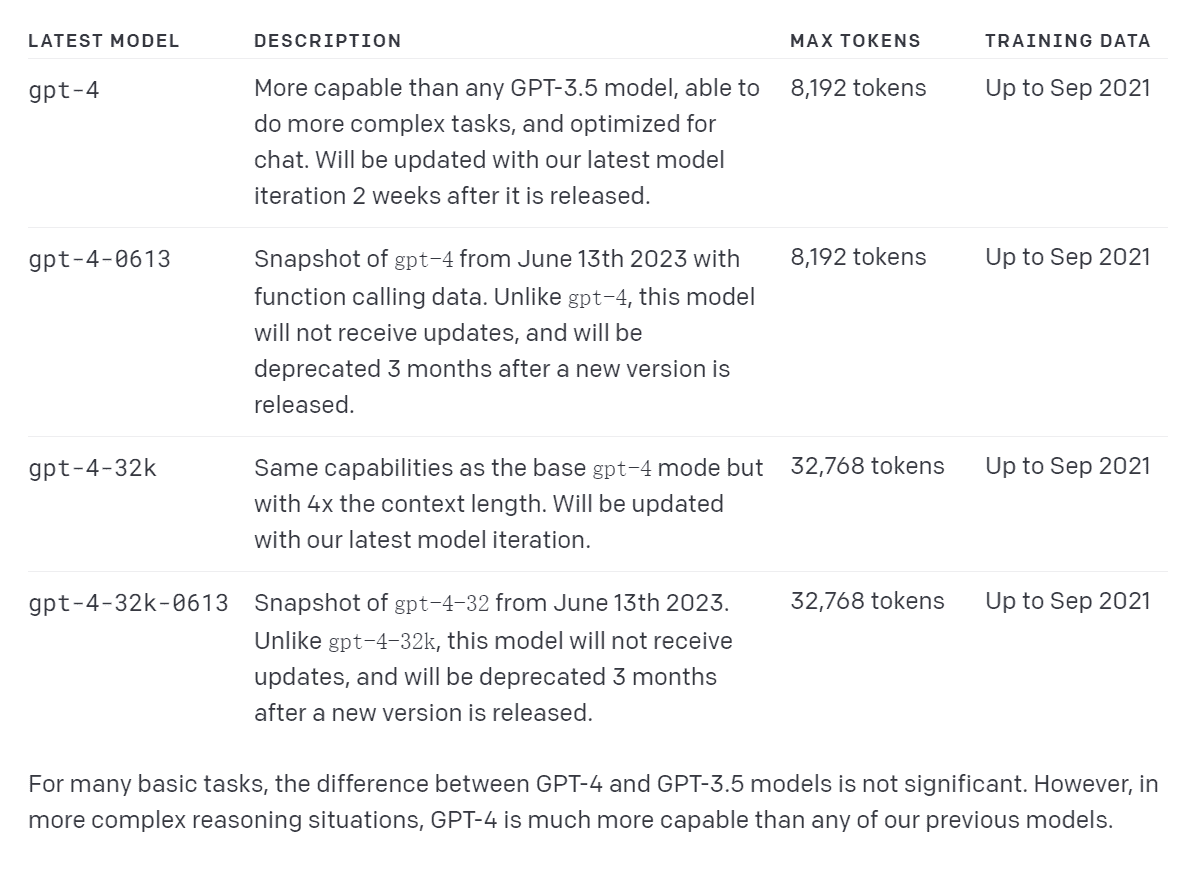 LATEST MODEL DESCRIPTION MAX TOKENS TRAINING DATA
gpt-4 More capable than any GPT-3.5 model, able to 8,192 tokens Up to Sep 2021
do more complex tasks, and optimized for
chat. Will be updated with our latest model
iteration 2 weeks after it is released.
gpt-4-0613 Snapshot of gpt-4 from June 13th 2023 with 8,192 tokens Up to Sep 2021
function calling data. Unlike gpt-4, this model
will not receive updates, and will be
deprecated 3 months after a new version is
released.
gpt-4-32k Same capabilities as the base gpt-4 mode but 32,768 tokens Up to Sep 2021
with 4x the context length. Will be updated
with our latest model iteration.
gpt-4-32k-0613 Snapshot of gpt-4-32 from June 13th 2023. 32,768 tokens Up to Sep 2021
Unlike gpt-4-32k, this model will not receive
updates, and will be deprecated 3 months
after a new version is released.
For many basic tasks, the difference between GPT-4 and GPT-3.5 models is not significant. However, in
more complex reasoning situations, GPT-4 is much more capable than any of our previous models.